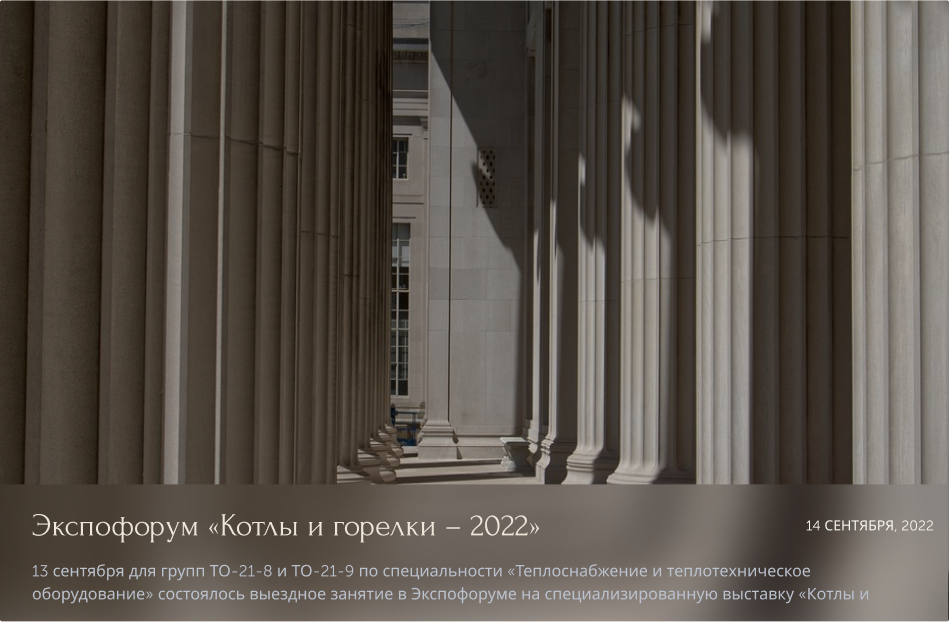 Экспофорум «Котлы и горелки – 2022»
14 СЕНТЯБРЯ, 2022
13 сентября для групп ТО-21-8 и ТО-21-9 по специальности «Теплоснабжение и теплотехническое
оборудование» состоялось выездное занятие в Экспофоруме на специализированную выставку «Котлы и